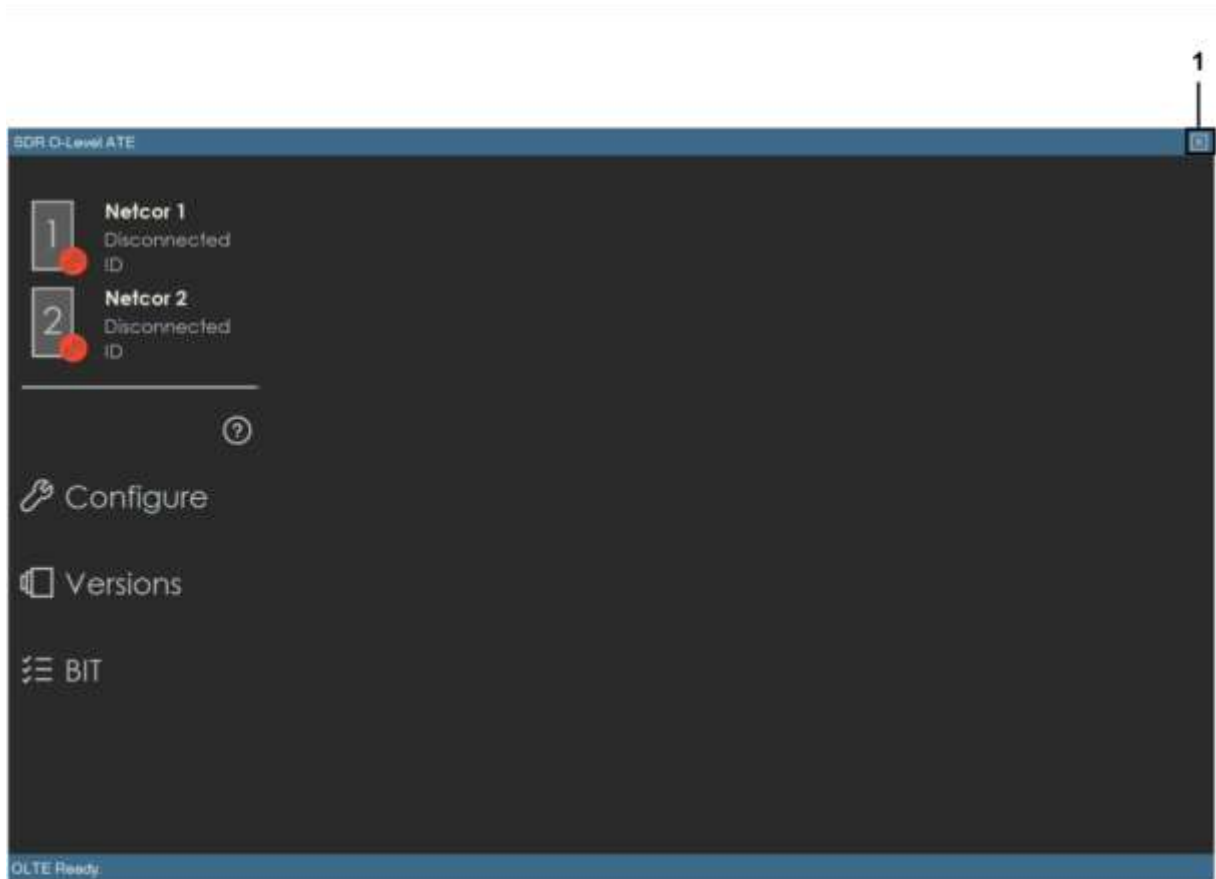 1
SDR O-Level ATE
1
Netcor 1
Disconnected
ID
2
Netcor 2
Disconnected
ID
?
Configure
Versions
BIT
OLTE Ready.